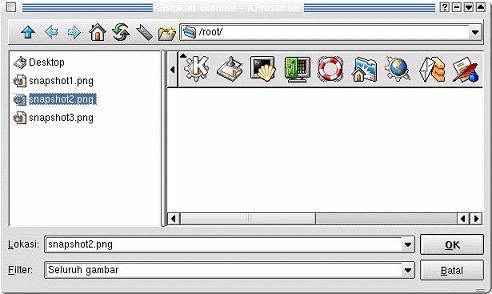 Sisipkan Gambar - KPresenter
/root/
Desktop
snapshot1.png
snapshot2.png
snapshot3.png
Lokasi: snapshot2.png OK
Filter: Seluruh gambar Batal